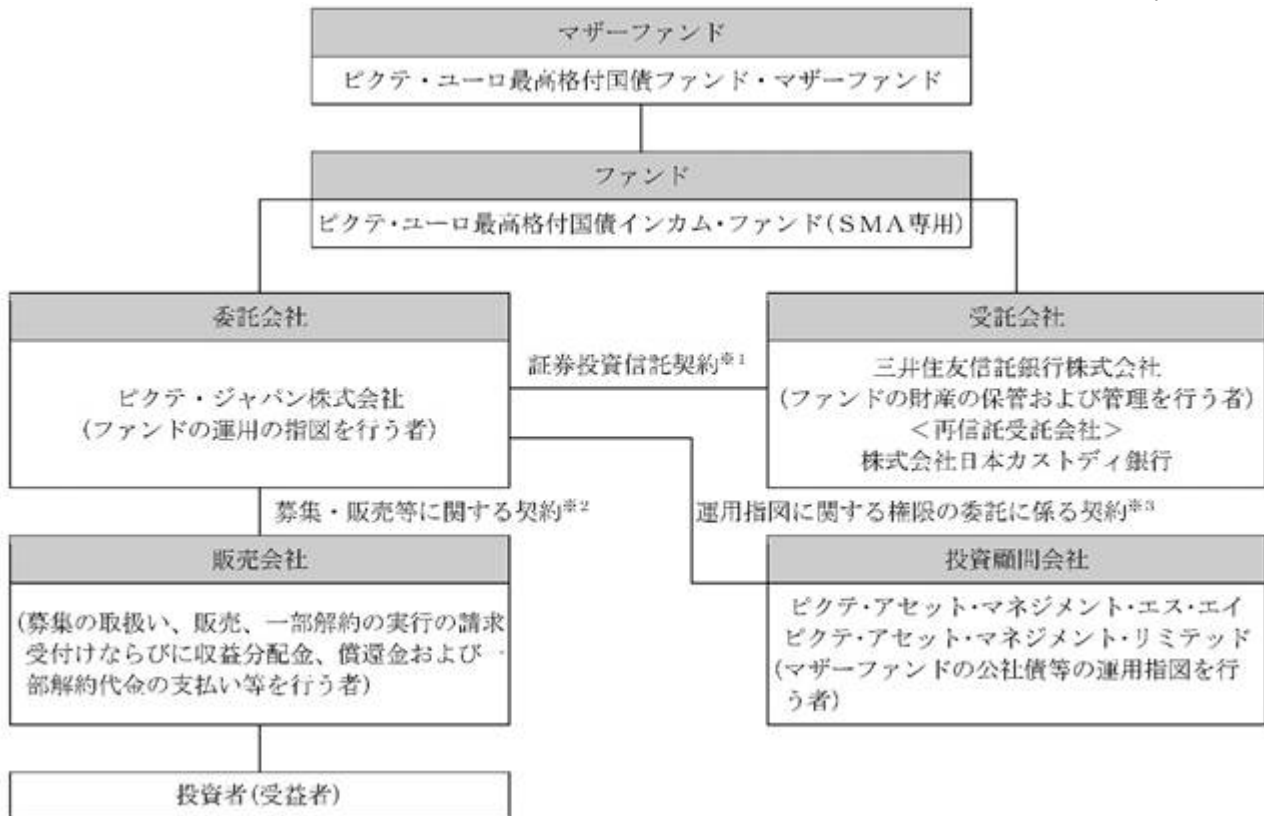 マザーファンド
ピクテ・ユーロ最高格付国債ファンド・マザーファンド
ファンド
ピクテ・ユーロ最高格付国債インカム・ファンド(SMA専用)
委託会社
ピクテ・ジャパン株式会社
(ファンドの運用の指図を行う者)
証券投資信託契約※1
受託会社
三井住友信託銀行株式会社
(ファンドの財産の保管および管理を行う者)
<再信託受託会社>
株式会社日本カストディ銀行
募集・販売等に関する契約※2
運用指図に関する権限の委託に係る契約※3
販売会社
(募集の取扱い、販売、一部解約の実行の請求
受付けならびに収益分配金、償還金および一
部解約代金の支払い等を行う者)
投資顧問会社
ピクテ・アセット・マネジメント・エス・エイ
ピクテ・アセット・マネジメント・リミテッド
(マザーファンドの公社債等の運用指図を行
う者)
投資者(受益者)